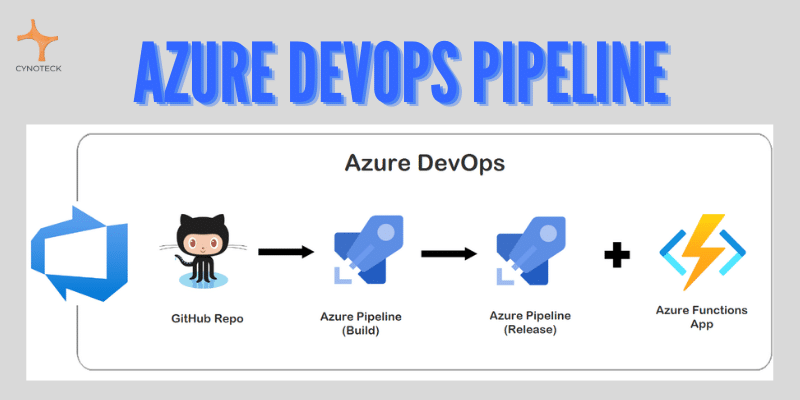 CYNOTECK
AZURE DEVOPS PIPELINE
Azure DevOps
GitHub Repo
Azure Pipeline
(Build)
Azure Pipeline
(Release)
Azure Functions
App